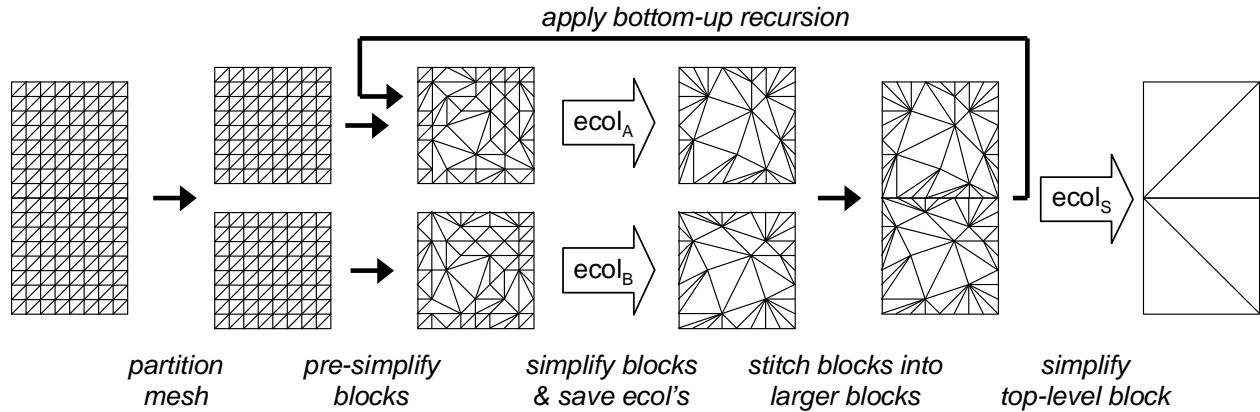 apply bottom-up recursion
ecolA
ecolB
ecolS
partition
mesh
pre-simplify
blocks
simplify blocks
& save ecol's
stitch blocks into
larger blocks
simplify
top-level block